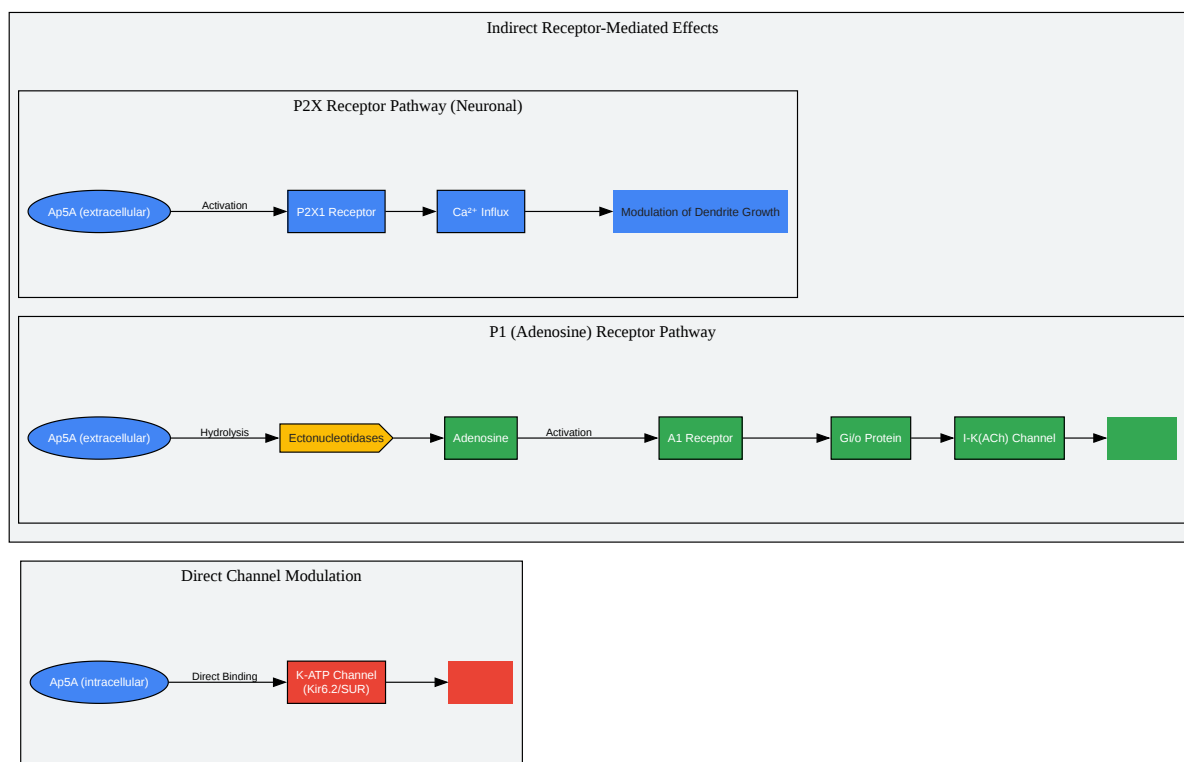 Indirect Receptor-Mediated Effects
P2X Receptor Pathway (Neuronal)
Ap5A (extracellular)
Activation
P2X1 Receptor
Ca²⁺ Influx
Modulation of Dendrite Growth
P1 (Adenosine) Receptor Pathway
Ap5A (extracellular)
Hydrolysis
Ectonucleotidases
Adenosine
Activation
A1 Receptor
Gi/o Protein
I-K(ACh) Channel
Direct Channel Modulation
Ap5A (intracellular)
Direct Binding
K-ATP Channel
(Kir6.2/SUR)